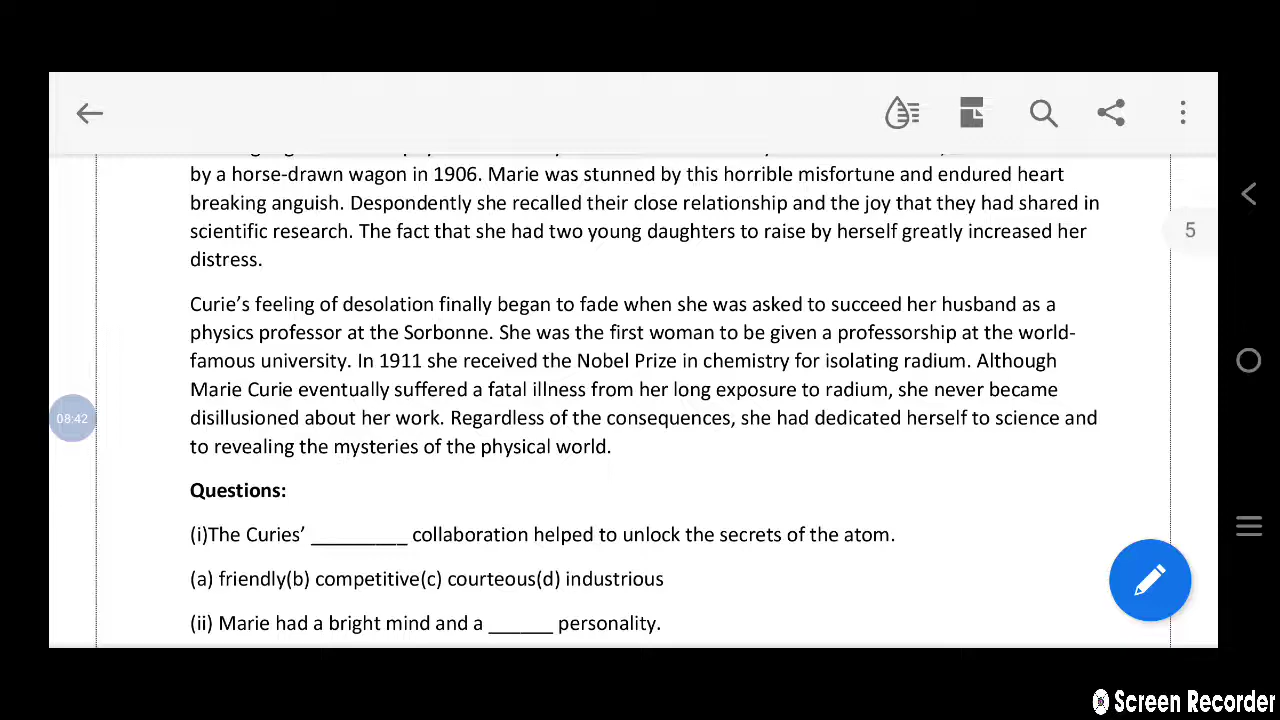 5
by a horse-drawn wagon in 1906. Marie was stunned by this horrible misfortune and endured heart
breaking anguish. Despondently she recalled their close relationship and the joy that they had shared in
scientific research. The fact that she had two young daughters to raise by herself greatly increased her
distress.
Curie's feeling of desolation finally began to fade when she was asked to succeed her husband as a
physics professor at the Sorbonne. She was the first woman to be given a professorship at the world-
famous university. In 1911 she received the Nobel Prize in chemistry for isolating radium. Although
Marie Curie eventually suffered a fatal illness from her long exposure to radium, she never became
08:42
disillusioned about her work. Regardless of the consequences, she had dedicated herself to science and
to revealing the mysteries of the physical world.
Questions:
(i)The Curies' _________ collaboration helped to unlock the secrets of the atom.
(a) friendly(b) competitive(c) courteous(d) industrious
(ii) Marie had a bright mind and a ______ personality.
Screen Recorder